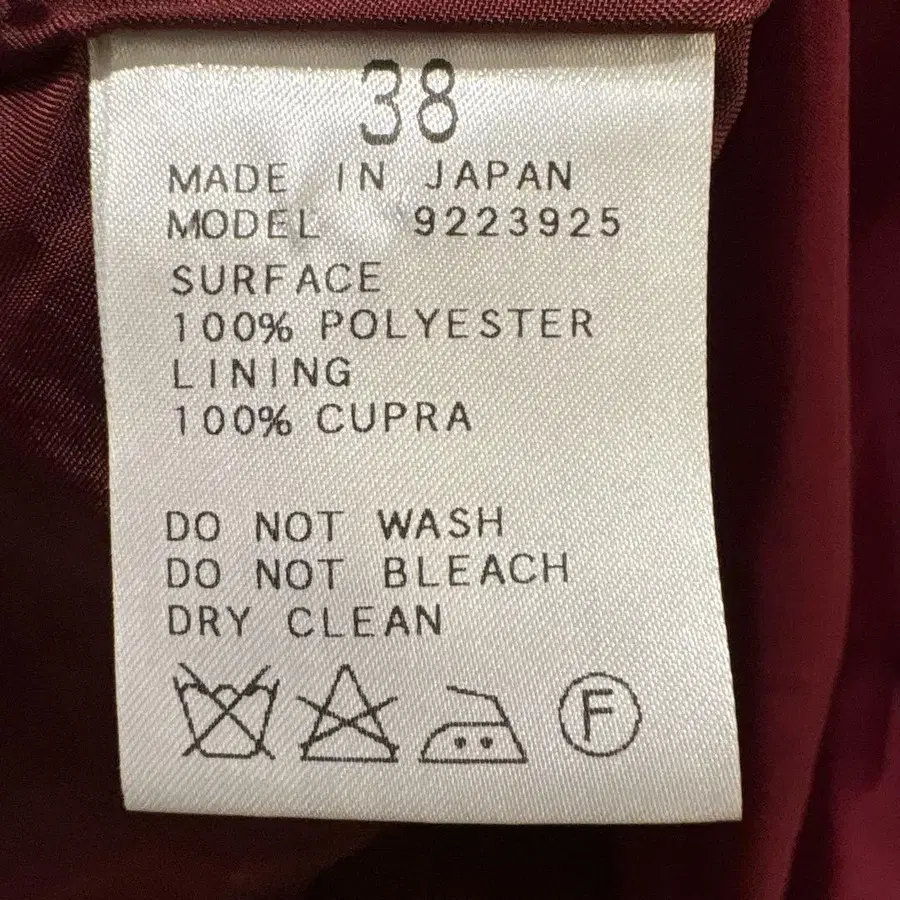 38
MADE IN JAPAN
MODEL 9223925
SURFACE
100% POLYESTER
LINING
100% CUPRA
DO NOT WASH
DO NOT BLEACH
DRY CLEAN
F